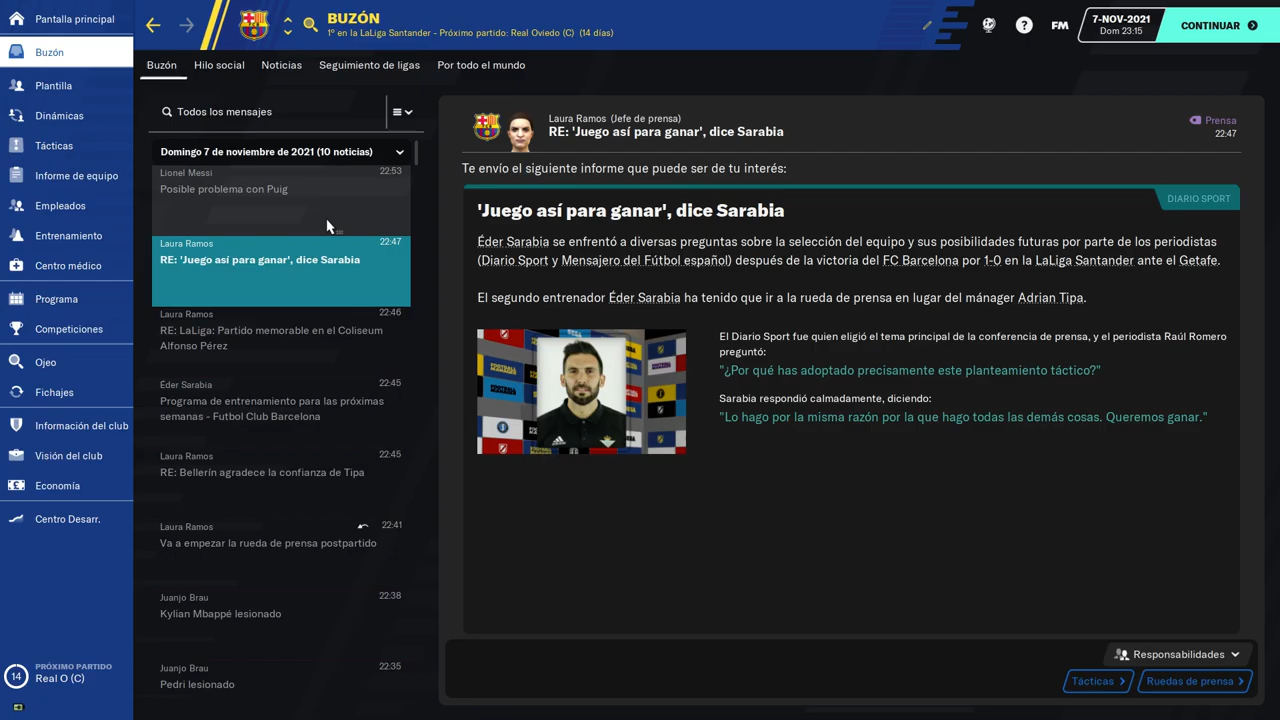 Pantalla principal
Buzón
Plantilla
Dinámicas
Tácticas
Informe de equipo
Empleados
Entrenamiento
Centro médico
Programa
Competiciones
Ojeo
Fichajes
Información del club
Visión del club
Economía
Centro Desarr.
14
PRÓXIMO PARTIDO
Real O (C)
BUZÓN
1º en la LaLiga Santander - Próximo partido: Real Oviedo (C) (14 días)
?
FM
7-NOV-2021
Dom 23:15
CONTINUAR
Buzón
Hilo social
Noticias
Seguimiento de ligas
Por todo el mundo
Todos los mensajes
Domingo 7 de noviembre de 2021 (10 noticias)
Lionel Messi 22:53
Posible problema con Puig
Laura Ramos 22:47
RE: 'Juego así para ganar', dice Sarabia
Laura Ramos 22:46
RE: LaLiga: Partido memorable en el Coliseum
Alfonso Pérez
Éder Sarabia 22:45
Programa de entrenamiento para las próximas
semanas - Futbol Club Barcelona
Laura Ramos 22:45
RE: Bellerín agradece la confianza de Tipa
Laura Ramos 22:41
Va a empezar la rueda de prensa postpartido
Juanjo Brau 22:38
Kylian Mbappé lesionado
Juanjo Brau 22:35
Pedri lesionado
Laura Ramos (Jefe de prensa)
RE: 'Juego así para ganar', dice Sarabia
Prensa
22:47
Te envío el siguiente informe que puede ser de tu interés:
DIARIO SPORT
'Juego así para ganar', dice Sarabia
Éder Sarabia se enfrentó a diversas preguntas sobre la selección del equipo y sus posibilidades futuras por parte de los periodistas
(Diario Sport y Mensajero del Fútbol español) después de la victoria del FC Barcelona por 1-0 en la LaLiga Santander ante el Getafe.
El segundo entrenador Éder Sarabia ha tenido que ir a la rueda de prensa en lugar del mánager Adrian Tipa.
El Diario Sport fue quien eligió el tema principal de la conferencia de prensa, y el periodista Raúl Romero
preguntó:
"¿Por qué has adoptado precisamente este planteamiento táctico?"
Sarabia respondió calmadamente, diciendo:
"Lo hago por la misma razón por la que hago todas las demás cosas. Queremos ganar."
Responsabilidades
Tácticas
Ruedas de prensa